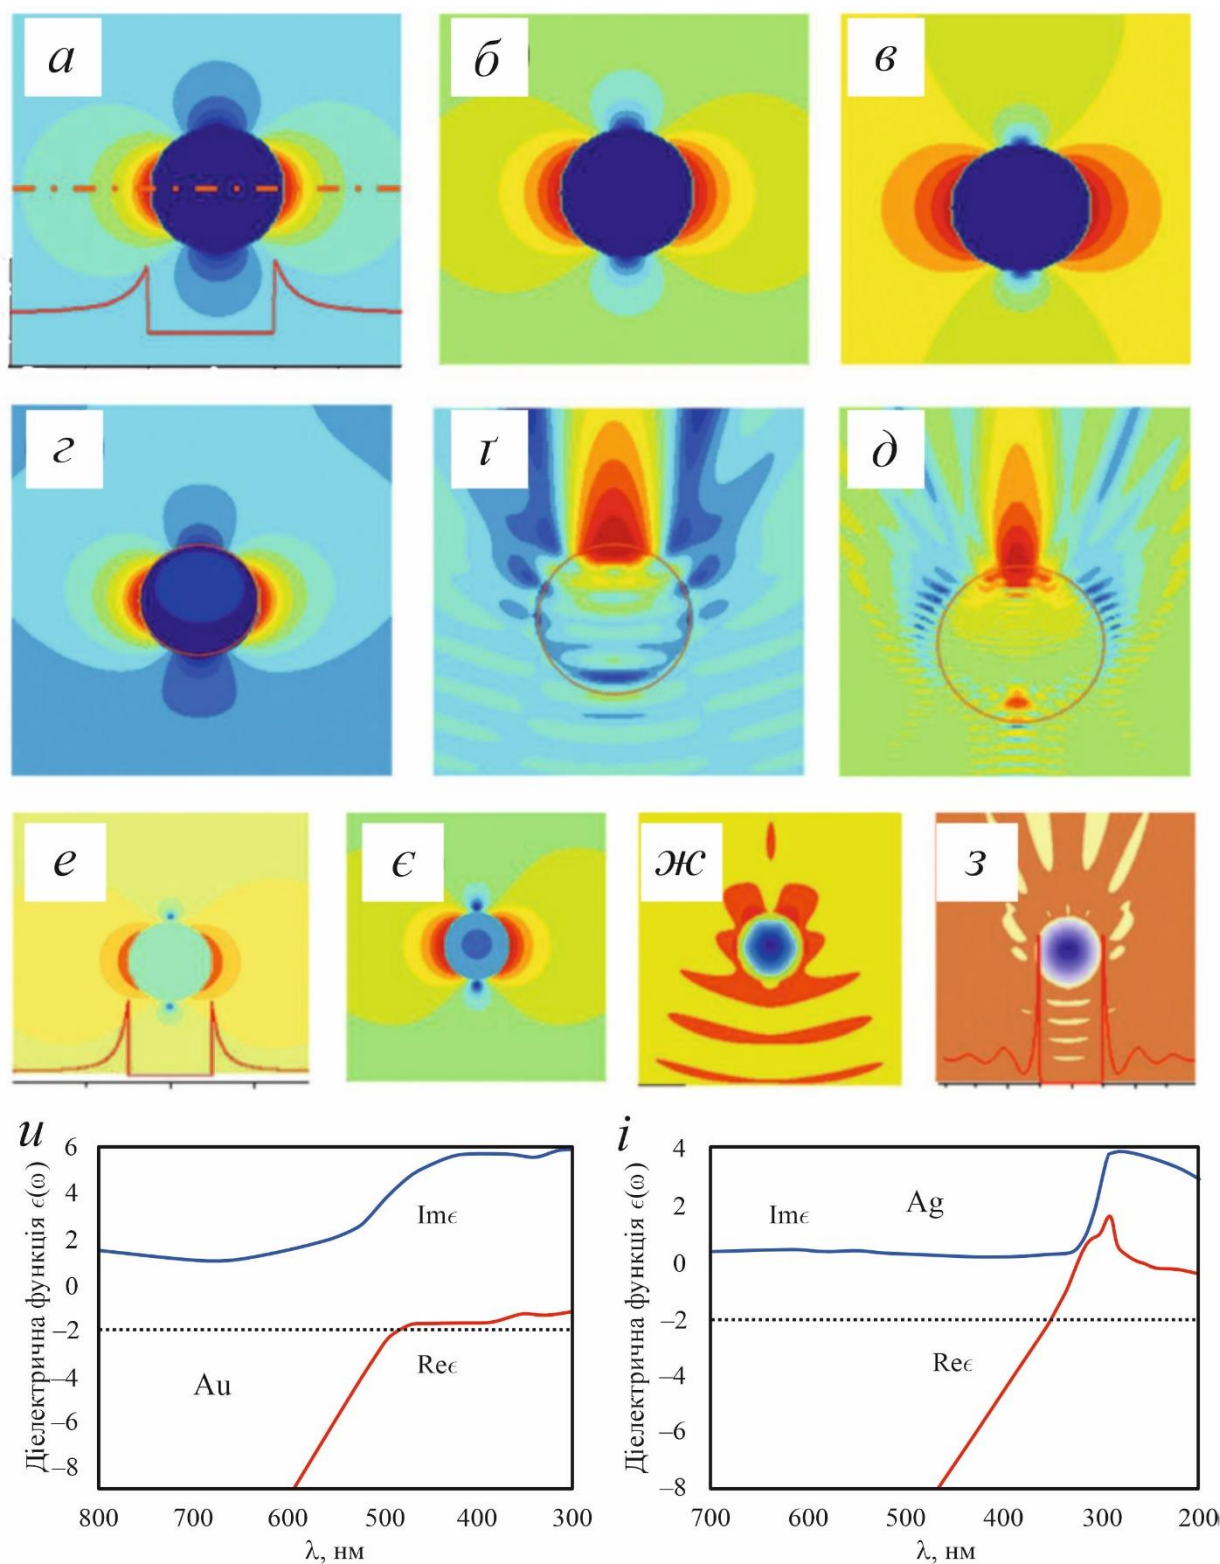 а
б
в
г
ґ
д
е
є
ж
з
и
6
4
2
0
–2
–4
–6
–8
Діелектрична функція ϵ(ω)
Imϵ
Reϵ
Au
800 700 600 500 400 300
λ, нм
і
4
2
0
–2
–4
–6
–8
Діелектрична функція ϵ(ω)
Imϵ
Ag
Reϵ
700 600 500 400 300 200
λ, нм